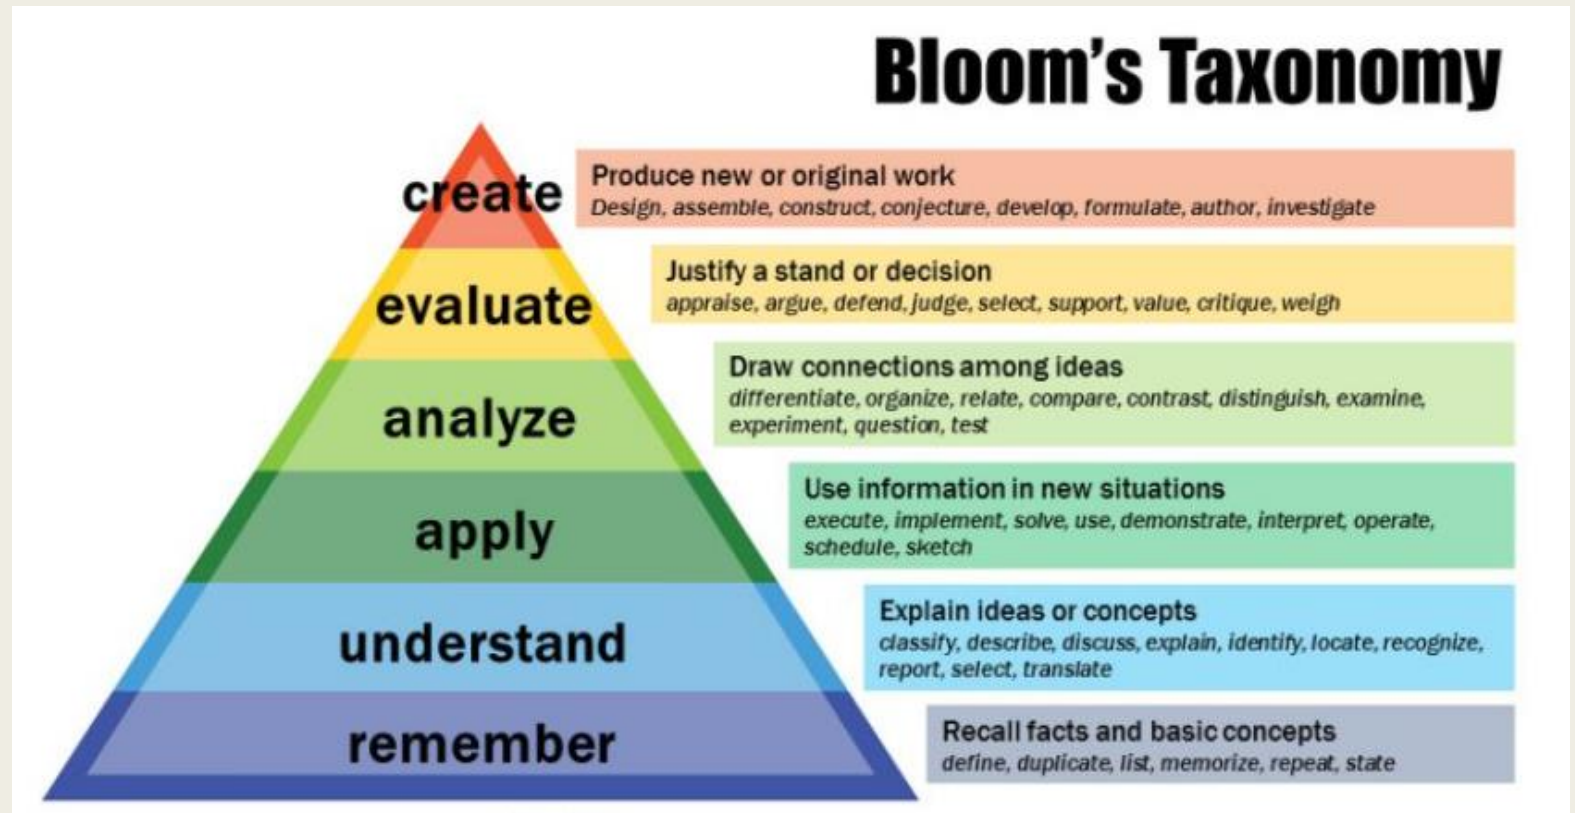 Bloom's Taxonomy
create
Produce new or original work
Design, assemble, construct, conjecture, develop, formulate, author, investigate
evaluate
Justify a stand or decision
appraise, argue, defend, judge, select, support, value, critique, weigh
analyze
Draw connections among ideas
differentiate, organize, relate, compare, contrast, distinguish, examine,
experiment, question, test
apply
Use information in new situations
execute, implement, solve, use, demonstrate, interpret, operate,
schedule, sketch
understand
Explain ideas or concepts
classify, describe, discuss, explain, identify, locate, recognize,
report, select, translate
remember
Recall facts and basic concepts
define, duplicate, list, memorize, repeat, state